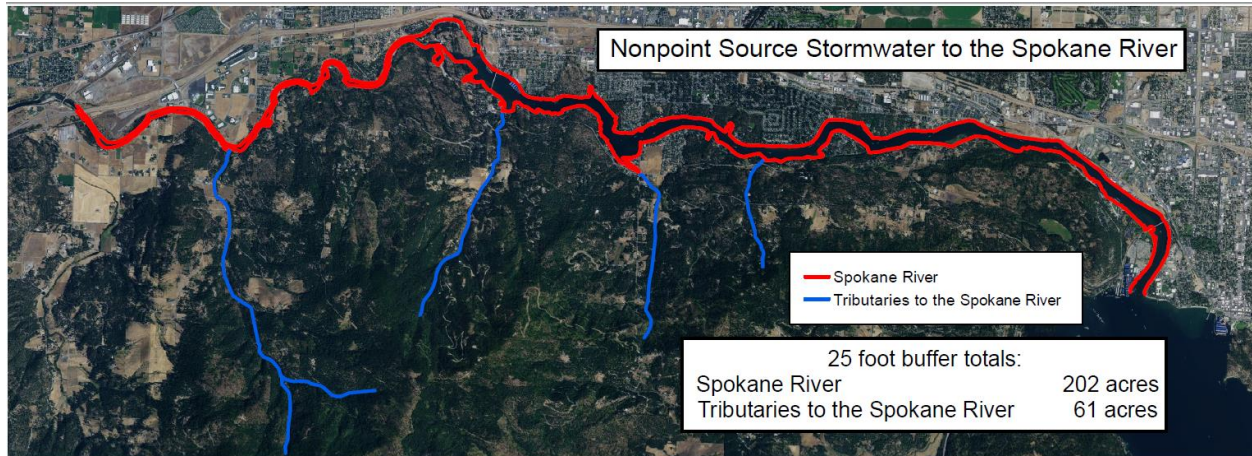 Nonpoint Source Stormwater to the Spokane River
Spokane River
Tributaries to the Spokane River
25 foot buffer totals:
Spokane River 202 acres
Tributaries to the Spokane River 61 acres